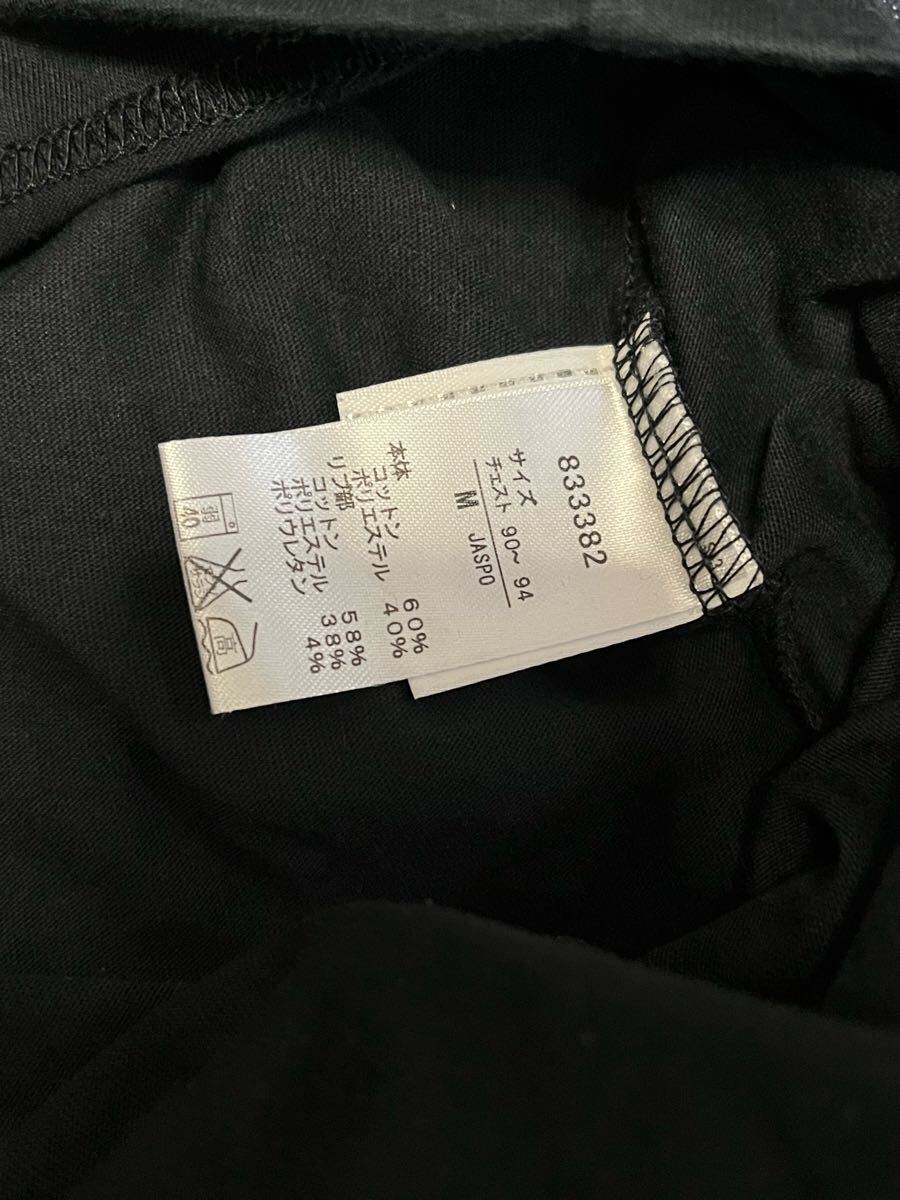 833382
サイズ
チェスト 90～ 94
M JASPO
本体
コットン 60%
ポリエステル 40%
リブ部
コットン 58%
ポリエステル 38%
ポリウレタン 4%
弱
40
高